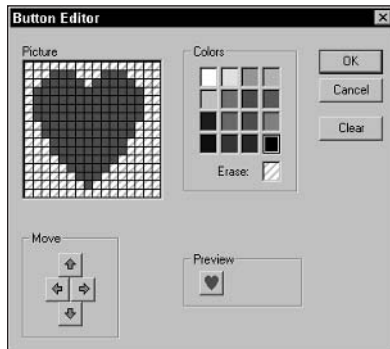 Button Editor
Picture
Colors
OK
Cancel
Clear
Erase:
Move
Preview